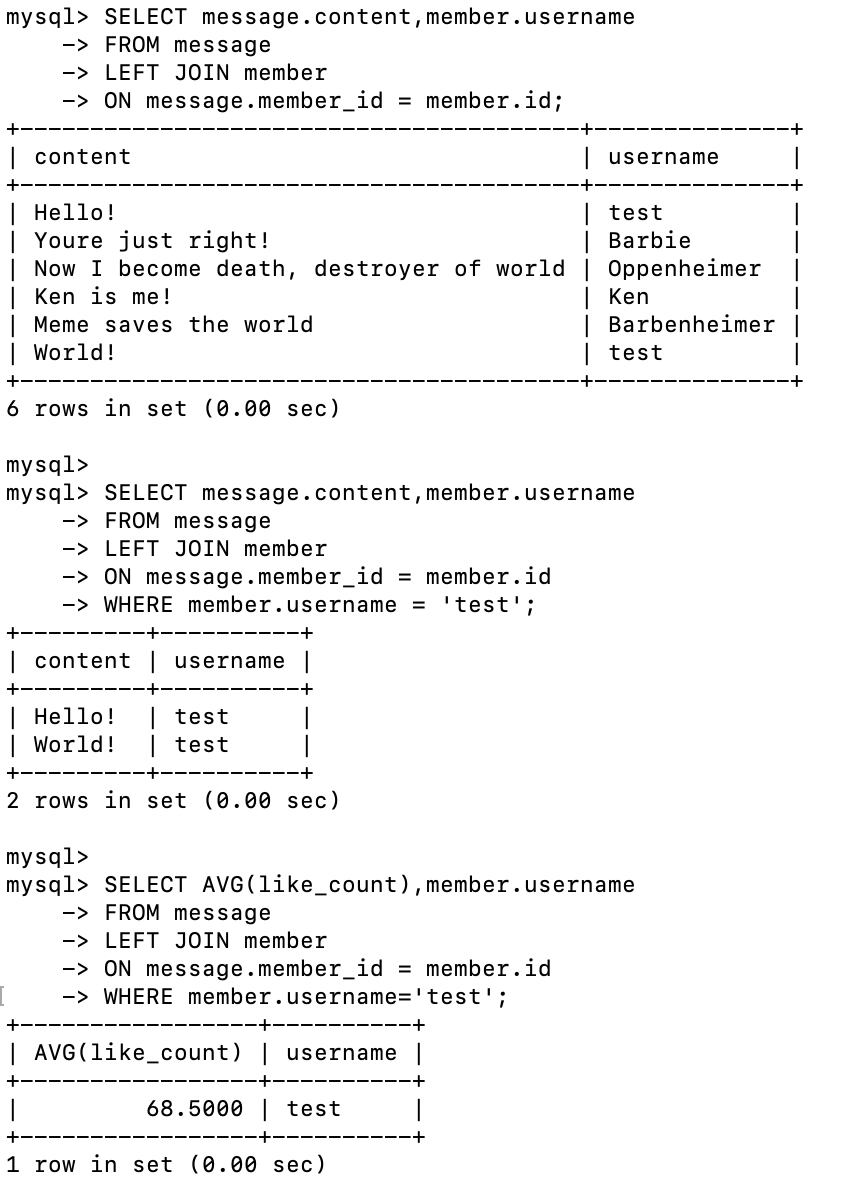 mysql> SELECT message.content,member.username
    -> FROM message
    -> LEFT JOIN member
    -> ON message.member_id = member.id;
+----------------------------------------+--------------+
| content                                | username     |
+----------------------------------------+--------------+
| Hello!                                 | test         |
| Youre just right!                      | Barbie       |
| Now I become death, destroyer of world | Oppenheimer  |
| Ken is me!                             | Ken          |
| Meme saves the world                   | Barbenheimer |
| World!                                 | test         |
+----------------------------------------+--------------+
6 rows in set (0.00 sec)

mysql>
mysql> SELECT message.content,member.username
    -> FROM message
    -> LEFT JOIN member
    -> ON message.member_id = member.id
    -> WHERE member.username = 'test';
+---------+----------+
| content | username |
+---------+----------+
| Hello!  | test     |
| World!  | test     |
+---------+----------+
2 rows in set (0.00 sec)

mysql>
mysql> SELECT AVG(like_count),member.username
    -> FROM message
    -> LEFT JOIN member
    -> ON message.member_id = member.id
    -> WHERE member.username='test';
+-----------------+----------+
| AVG(like_count) | username |
+-----------------+----------+
|         68.5000 | test     |
+-----------------+----------+
1 row in set (0.00 sec)